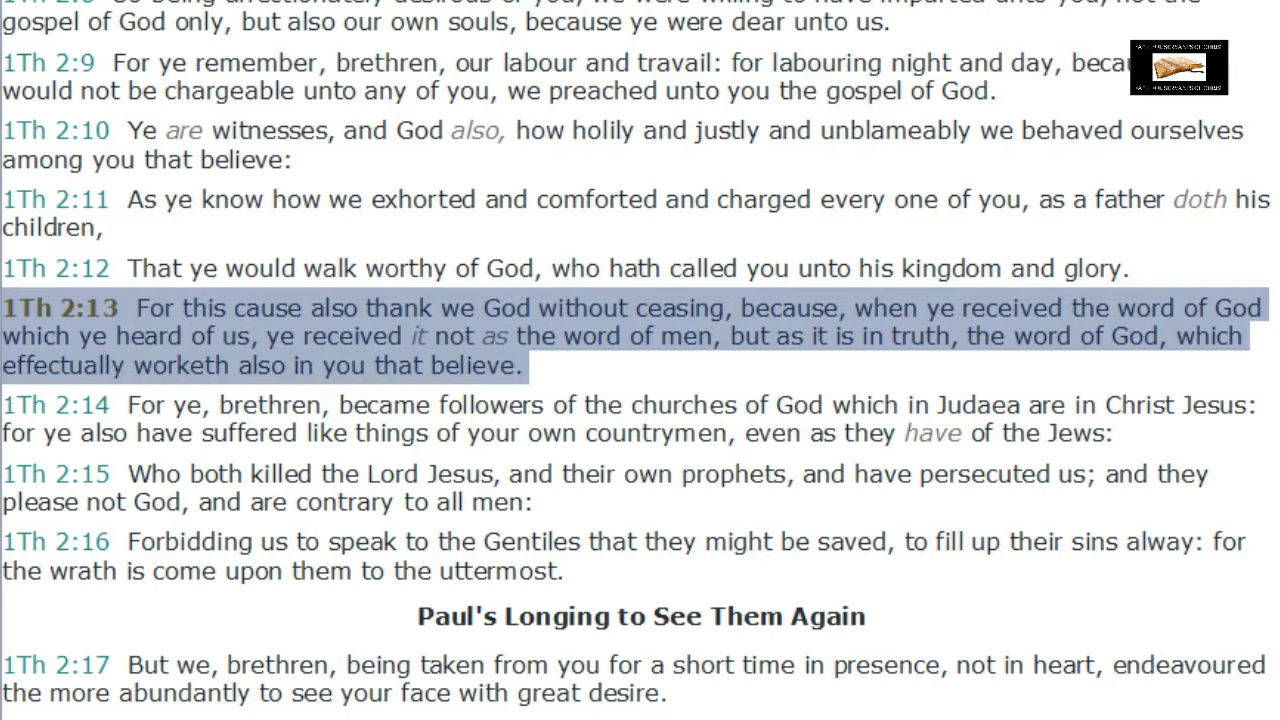 gospel of God only, but also our own souls, because ye were dear unto us.
1Th 2:9 For ye remember, brethren, our labour and travail: for labouring night and day,
would not be chargeable unto any of you, we preached unto you the gospel of God.
1Th 2:10 Ye are witnesses, and God also, how holily and justly and unblameably we behaved ourselves
among you that believe:
1Th 2:11 As ye know how we exhorted and comforted and charged every one of you, as a father doth his
children,
1Th 2:12 That ye would walk worthy of God, who hath called you unto his kingdom and glory.
1Th 2:13 For this cause also thank we God without ceasing, because, when ye received the word of God
which ye heard of us, ye received it not as the word of men, but as it is in truth, the word of God, which
effectually worketh also in you that believe.
1Th 2:14 For ye, brethren, became followers of the churches of God which in Judaea are in Christ Jesus:
for ye also have suffered like things of your own countrymen, even as they have of the Jews:
1Th 2:15 Who both killed the Lord Jesus, and their own prophets, and have persecuted us; and they
please not God, and are contrary to all men:
1Th 2:16 Forbidding us to speak to the Gentiles that they might be saved, to fill up their sins alway: for
the wrath is come upon them to the uttermost.
Paul's Longing to See Them Again
1Th 2:17 But we, brethren, being taken from you for a short time in presence, not in heart, endeavoured
the more abundantly to see your face with great desire.